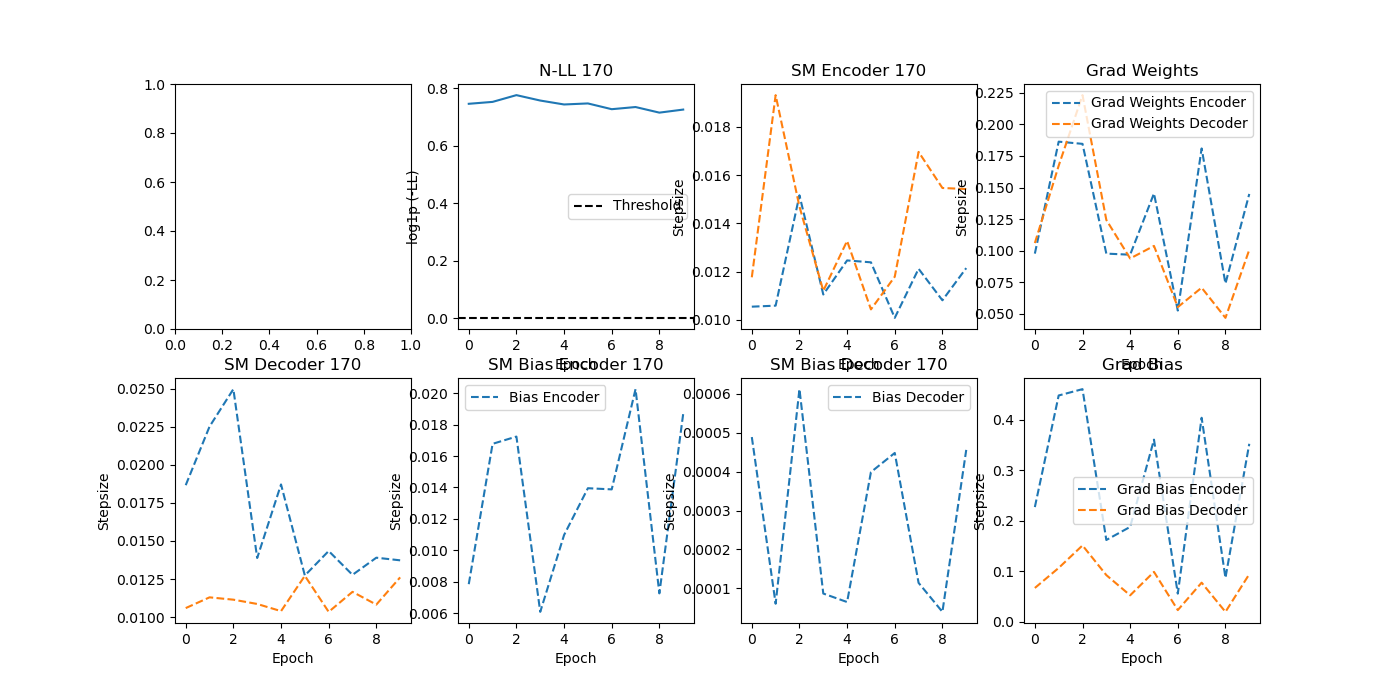 N-LL 170
SM Encoder 170
Grad Weights
1.0
0.8
0.6
0.4
0.2
0.0
0.0 0.2 0.4 0.6 0.8 1.0
log1p (-LL)
0.8
0.6
0.4
0.2
0.0
Threshold
0 2 4 6 8
Epoch
Stepsize
0.018
0.016
0.014
0.012
0.010
0 2 4 6 8
Epoch
Stepsize
0.225
0.200
0.175
0.150
0.125
0.100
0.075
0.050
Grad Weights Encoder
Grad Weights Decoder
0 2 4 6 8
Epoch
SM Decoder 170
SM Bias Encoder 170
SM Bias Decoder 170
Grad Bias
Stepsize
0.0250
0.0225
0.0200
0.0175
0.0150
0.0125
0.0100
0 2 4 6 8
Epoch
Stepsize
0.020
0.018
0.016
0.014
0.012
0.010
0.008
0.006
Bias Encoder
0 2 4 6 8
Epoch
Stepsize
0.0006
0.0005
0.0004
0.0003
0.0002
0.0001
Bias Decoder
0 2 4 6 8
Epoch
Stepsize
0.4
0.3
0.2
0.1
0.0
Grad Bias Encoder
Grad Bias Decoder
0 2 4 6 8
Epoch